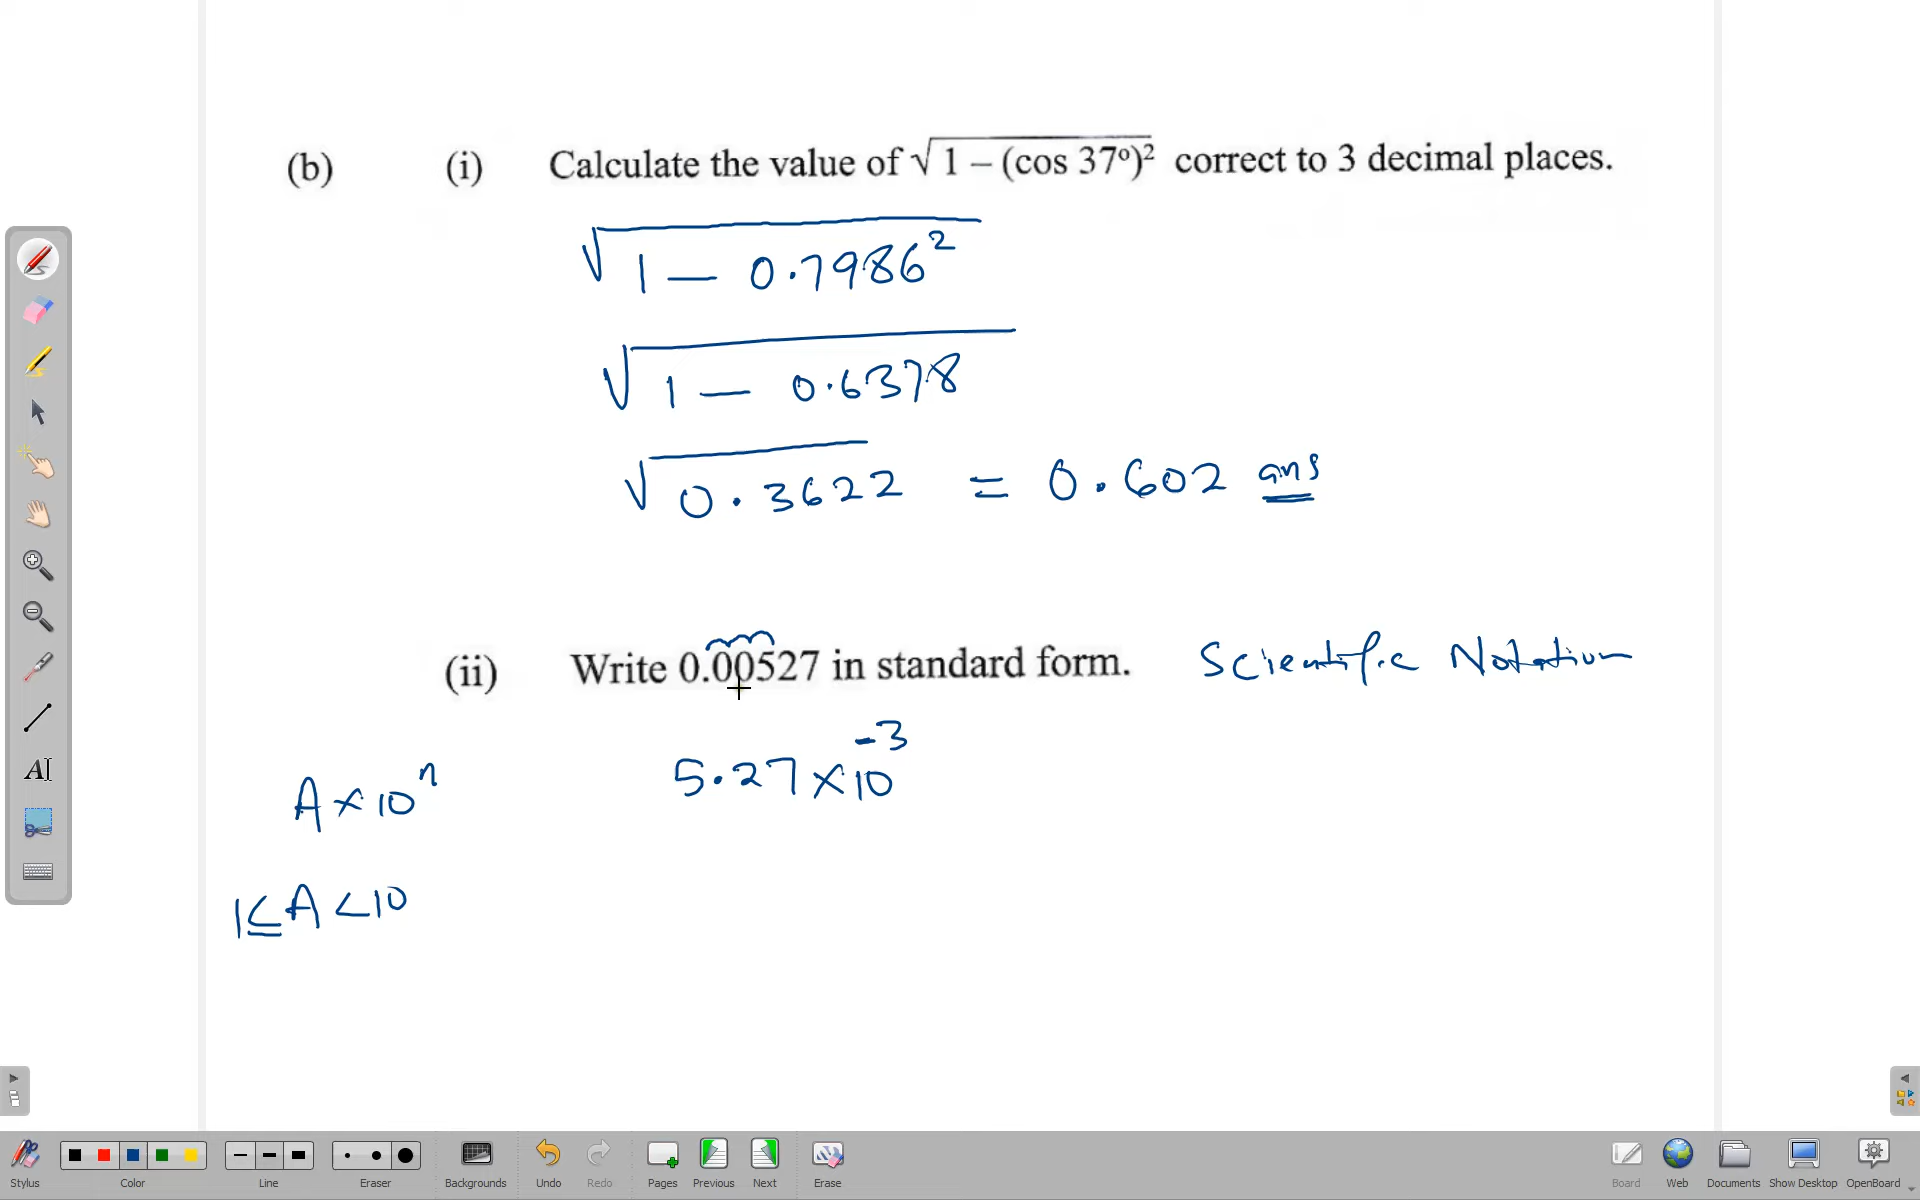 (b) (i) Calculate the value of √1 – (cos 37°)² correct to 3 decimal places.
√1 — 0.7986²
√1 — 0.6378
√0.3622 = 0.602 ans
(ii) Write 0.00527 in standard form. Scientific Notation
5.27 × 10⁻³
A × 10ⁿ
1 ≤ A < 10
AI
Stylus
Color
Line
Eraser
Backgrounds
Undo
Redo
Pages
Previous
Next
Erase
Board
Web
Documents
Show Desktop
OpenBoard